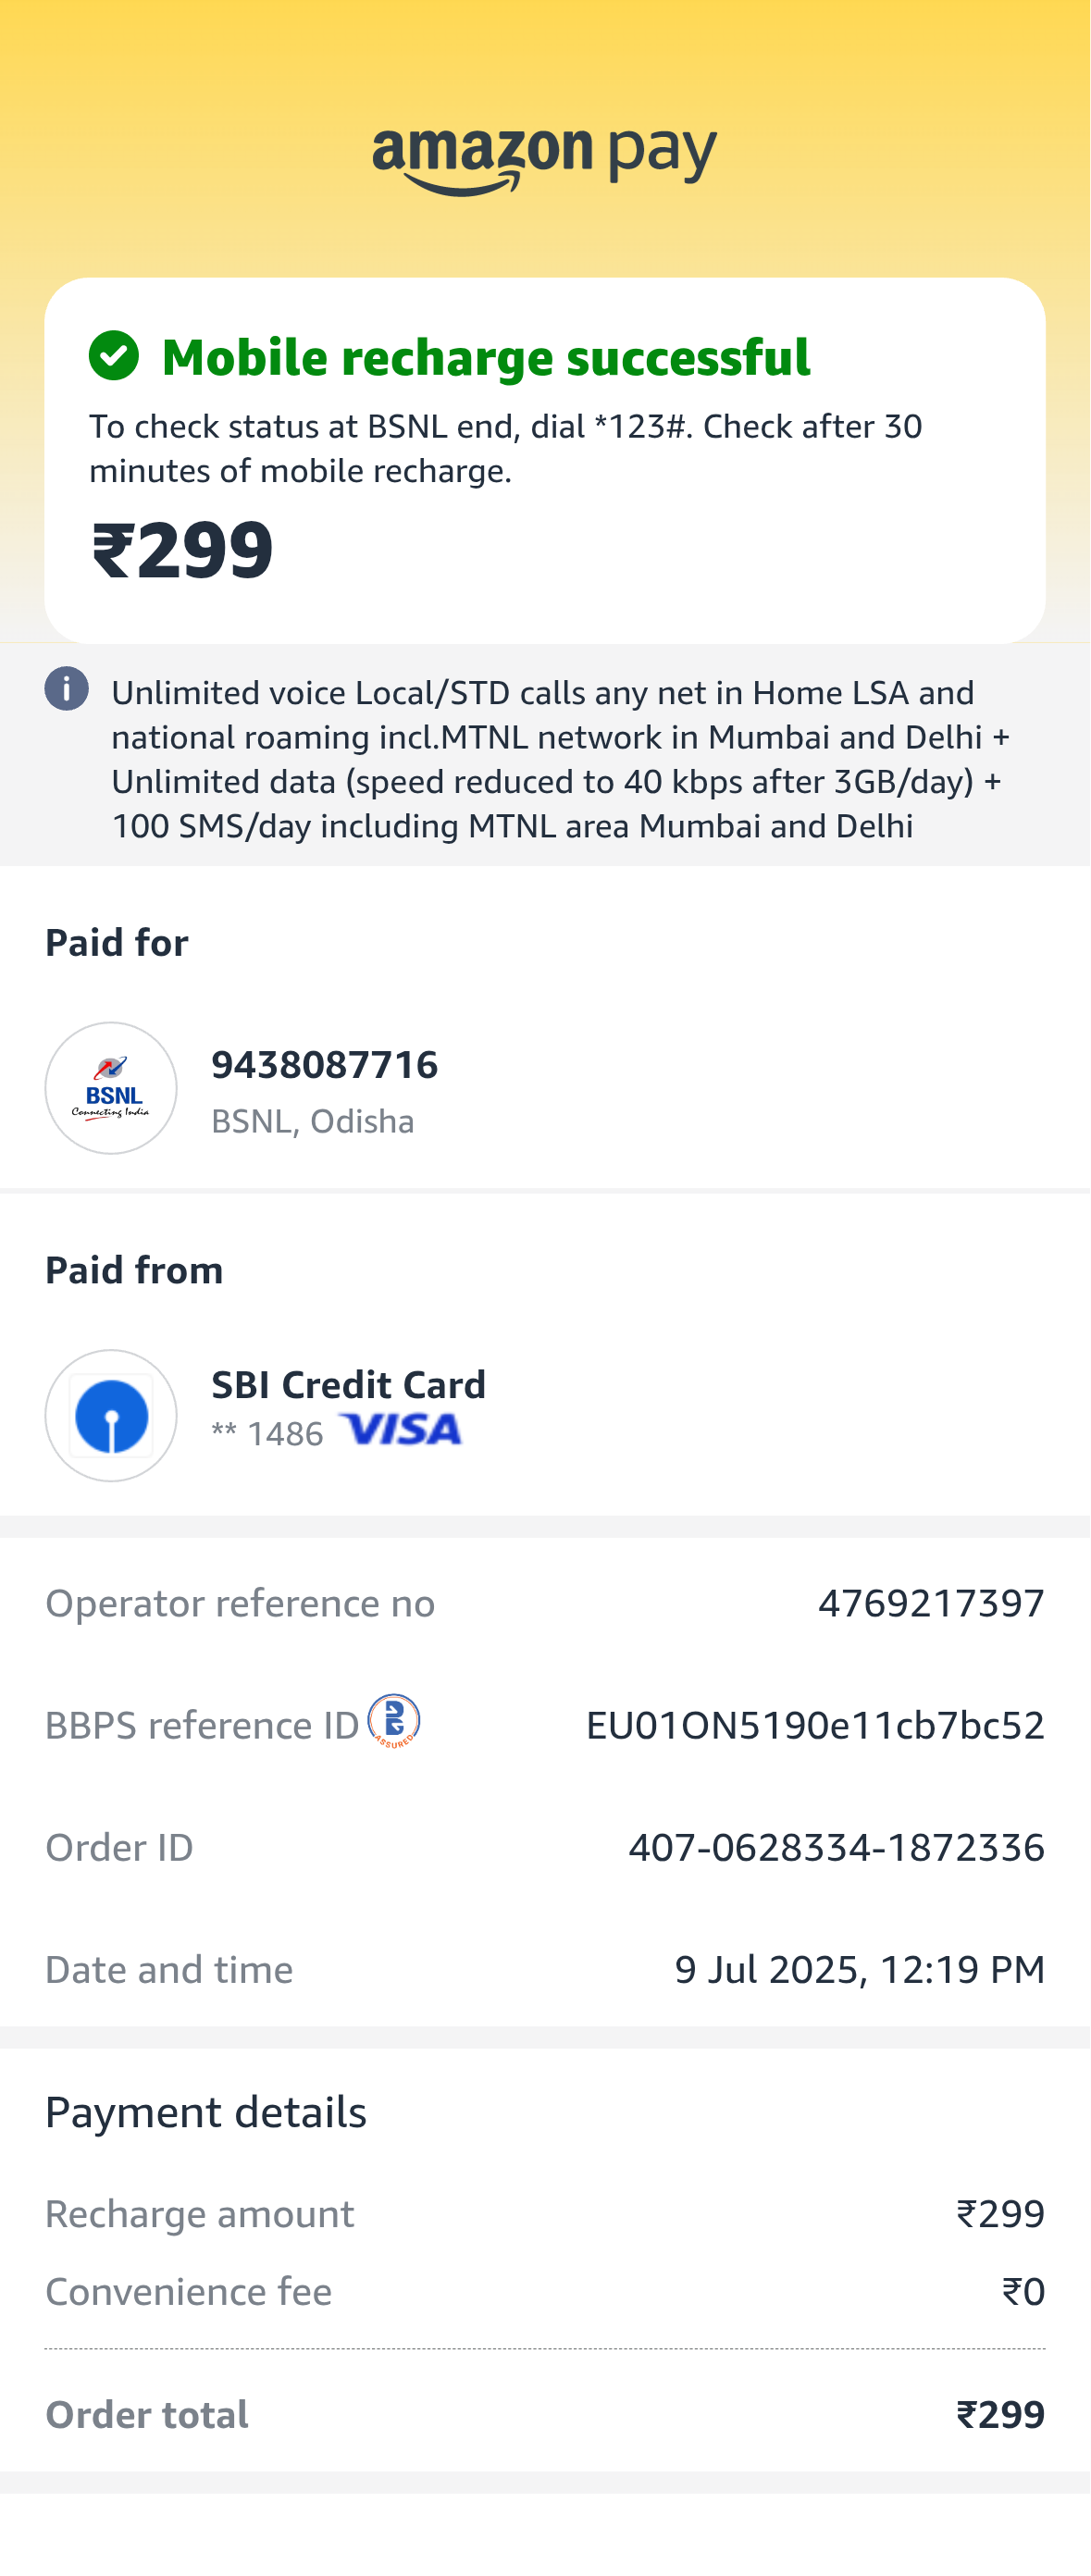 amazon pay
Mobile recharge successful
To check status at BSNL end, dial *123#. Check after 30
minutes of mobile recharge.
₹299
Unlimited voice Local/STD calls any net in Home LSA and
national roaming incl.MTNL network in Mumbai and Delhi +
Unlimited data (speed reduced to 40 kbps after 3GB/day) +
100 SMS/day including MTNL area Mumbai and Delhi
Paid for
BSNL
Connecting India
9438087716
BSNL, Odisha
Paid from
SBI Credit Card
** 1486 VISA
Operator reference no 4769217397
BBPS reference ID B ASSURED EU01ON5190e11cb7bc52
Order ID 407-0628334-1872336
Date and time 9 Jul 2025, 12:19 PM
Payment details
Recharge amount ₹299
Convenience fee ₹0
Order total ₹299